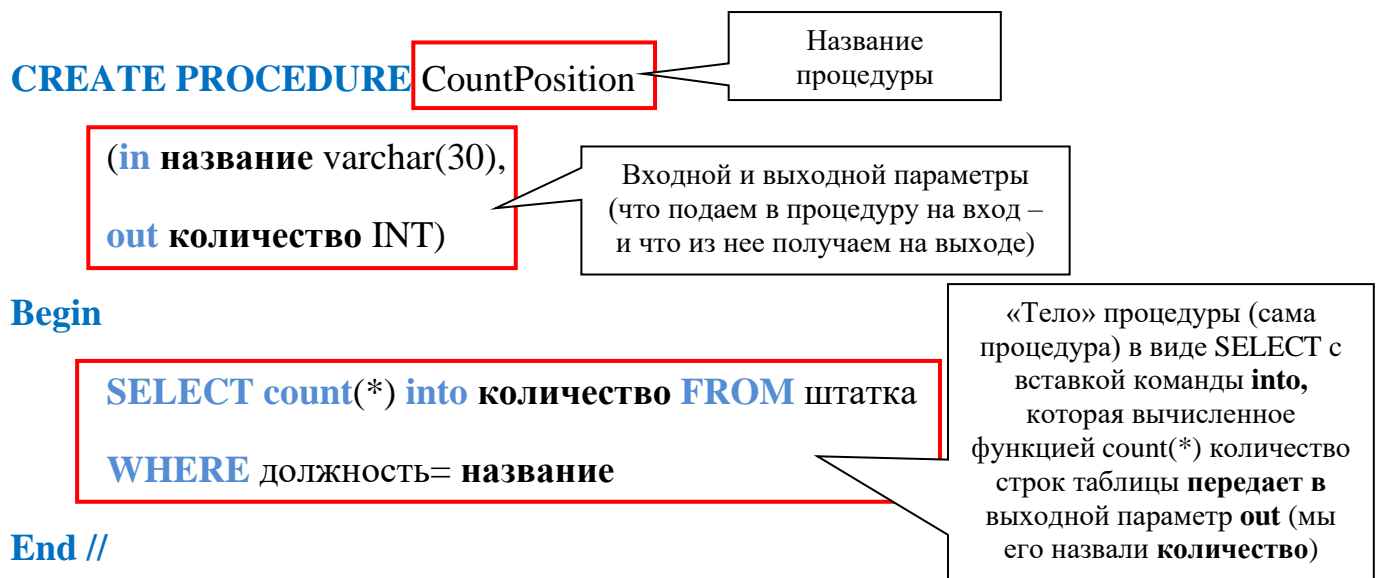 Название
процедуры
CREATE PROCEDURE CountPosition
(in название varchar(30),
out количество INT)
Входной и выходной параметры
(что подаем в процедуру на вход –
и что из нее получаем на выходе)
Begin
SELECT count(*) into количество FROM штатка
WHERE должность= название
«Тело» процедуры (сама
процедура) в виде SELECT с
вставкой команды into,
которая вычисленное
функцией count(*) количество
строк таблицы передает в
выходной параметр out (мы
его назвали количество)
End //